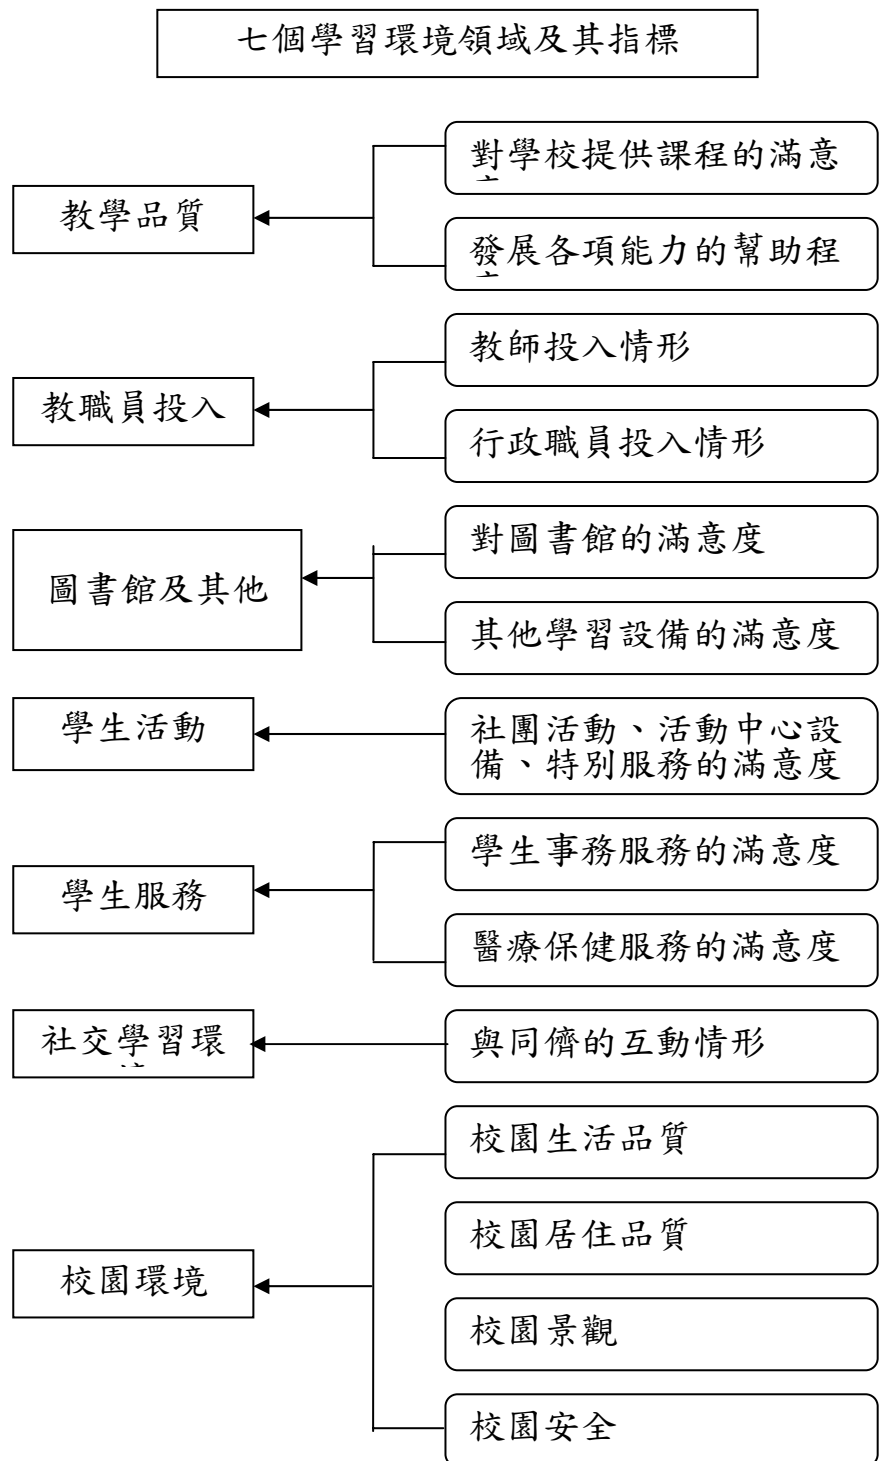 七個學習環境領域及其指標
對學校提供課程的滿意
教學品質
發展各項能力的幫助程
教師投入情形
教職員投入
行政職員投入情形
對圖書館的滿意度
圖書館及其他
其他學習設備的滿意度
學生活動
社團活動、活動中心設
備、特別服務的滿意度
學生事務服務的滿意度
學生服務
醫療保健服務的滿意度
社交學習環
與同儕的互動情形
校園生活品質
校園居住品質
校園環境
校園景觀
校園安全